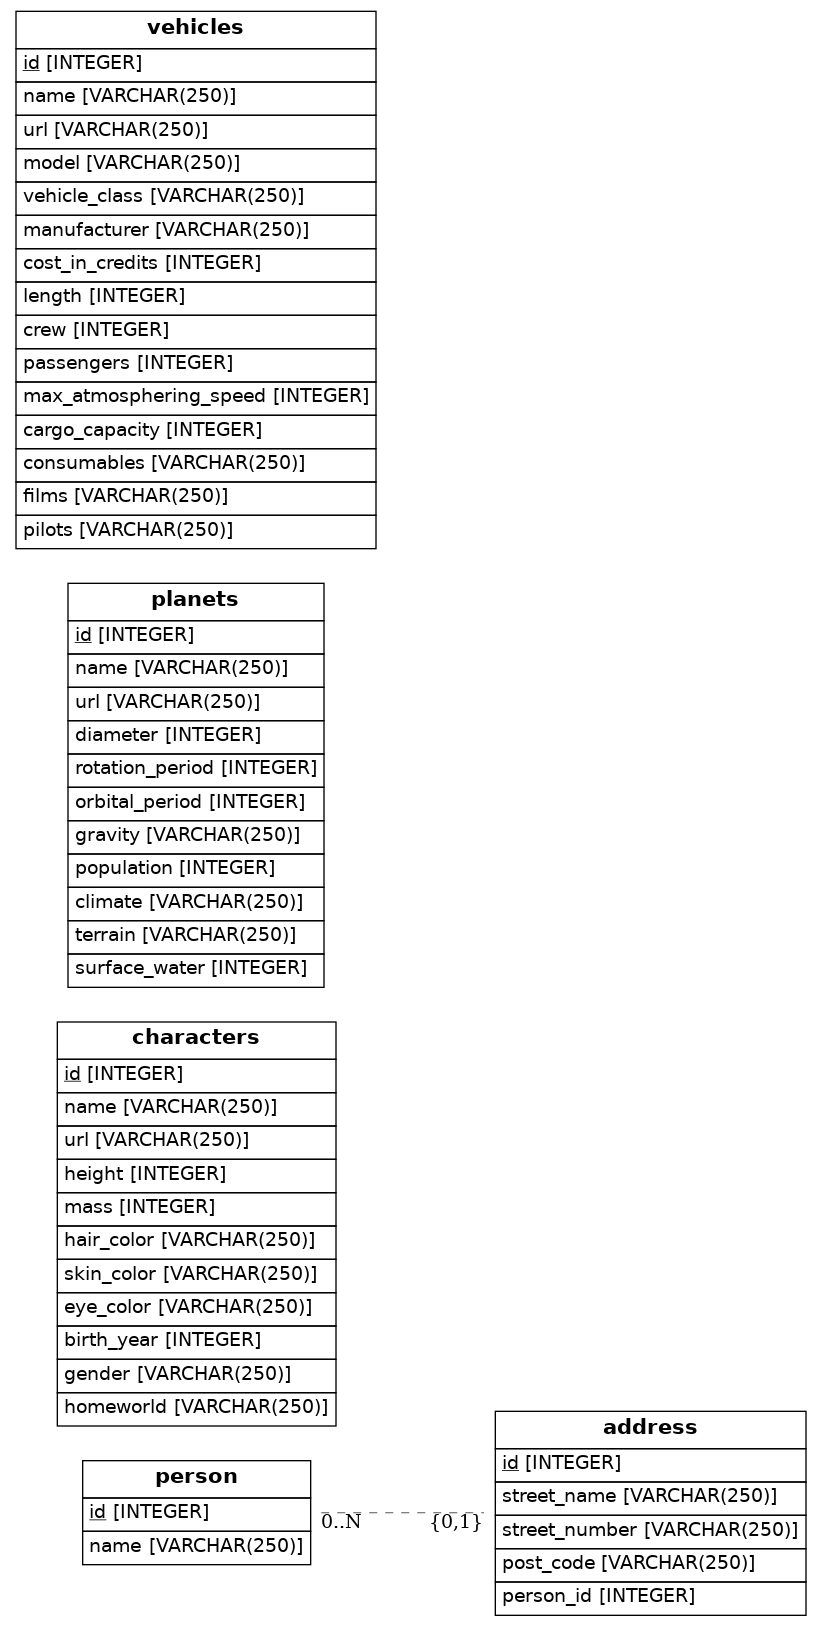 vehicles
id [INTEGER]
name [VARCHAR(250)]
url [VARCHAR(250)]
model [VARCHAR(250)]
vehicle_class [VARCHAR(250)]
manufacturer [VARCHAR(250)]
cost_in_credits [INTEGER]
length [INTEGER]
crew [INTEGER]
passengers [INTEGER]
max_atmosphering_speed [INTEGER]
cargo_capacity [INTEGER]
consumables [VARCHAR(250)]
films [VARCHAR(250)]
pilots [VARCHAR(250)]
planets
id [INTEGER]
name [VARCHAR(250)]
url [VARCHAR(250)]
diameter [INTEGER]
rotation_period [INTEGER]
orbital_period [INTEGER]
gravity [VARCHAR(250)]
population [INTEGER]
climate [VARCHAR(250)]
terrain [VARCHAR(250)]
surface_water [INTEGER]
characters
id [INTEGER]
name [VARCHAR(250)]
url [VARCHAR(250)]
height [INTEGER]
mass [INTEGER]
hair_color [VARCHAR(250)]
skin_color [VARCHAR(250)]
eye_color [VARCHAR(250)]
birth_year [INTEGER]
gender [VARCHAR(250)]
homeworld [VARCHAR(250)]
person
id [INTEGER]
name [VARCHAR(250)]
0..N {0,1}
address
id [INTEGER]
street_name [VARCHAR(250)]
street_number [VARCHAR(250)]
post_code [VARCHAR(250)]
person_id [INTEGER]